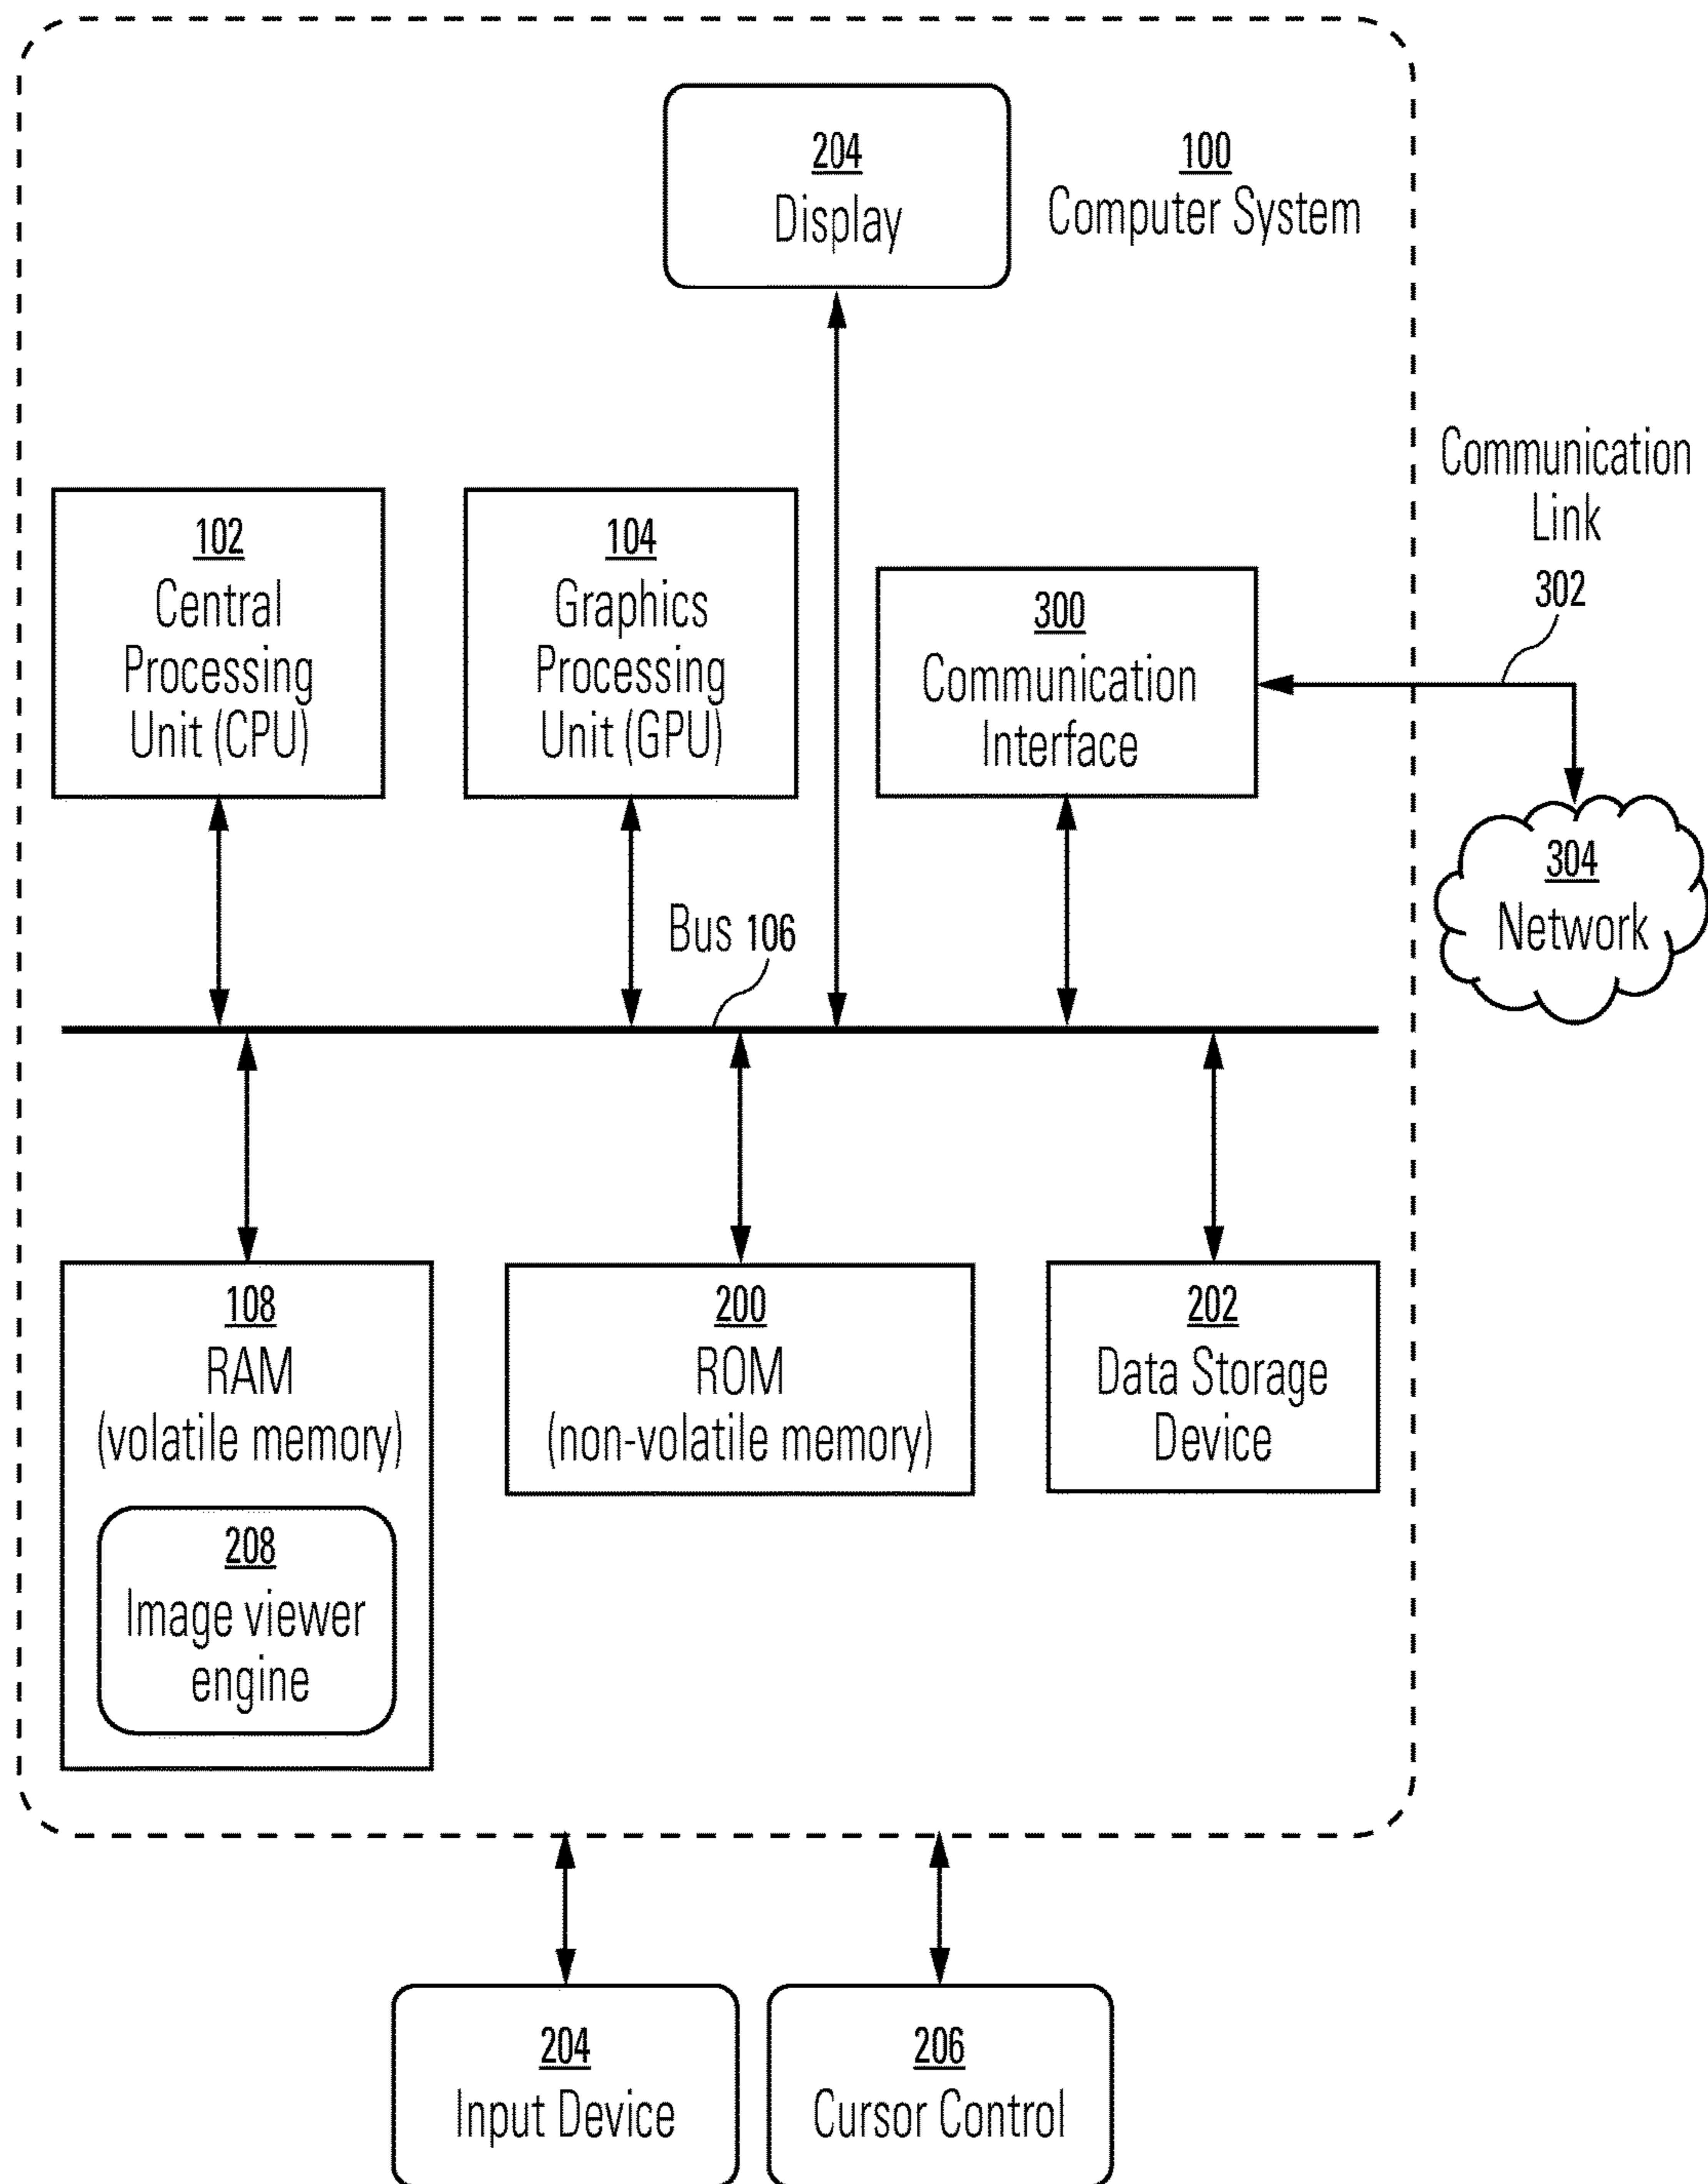 204
Display
100
Computer System
Communication
Link
302
102
Central
Processing
Unit (CPU)
104
Graphics
Processing
Unit (GPU)
300
Communication
Interface
304
Network
Bus 106
108
RAM
(volatile memory)
208
Image viewer
engine
200
ROM
(non-volatile memory)
202
Data Storage
Device
204
Input Device
206
Cursor Control